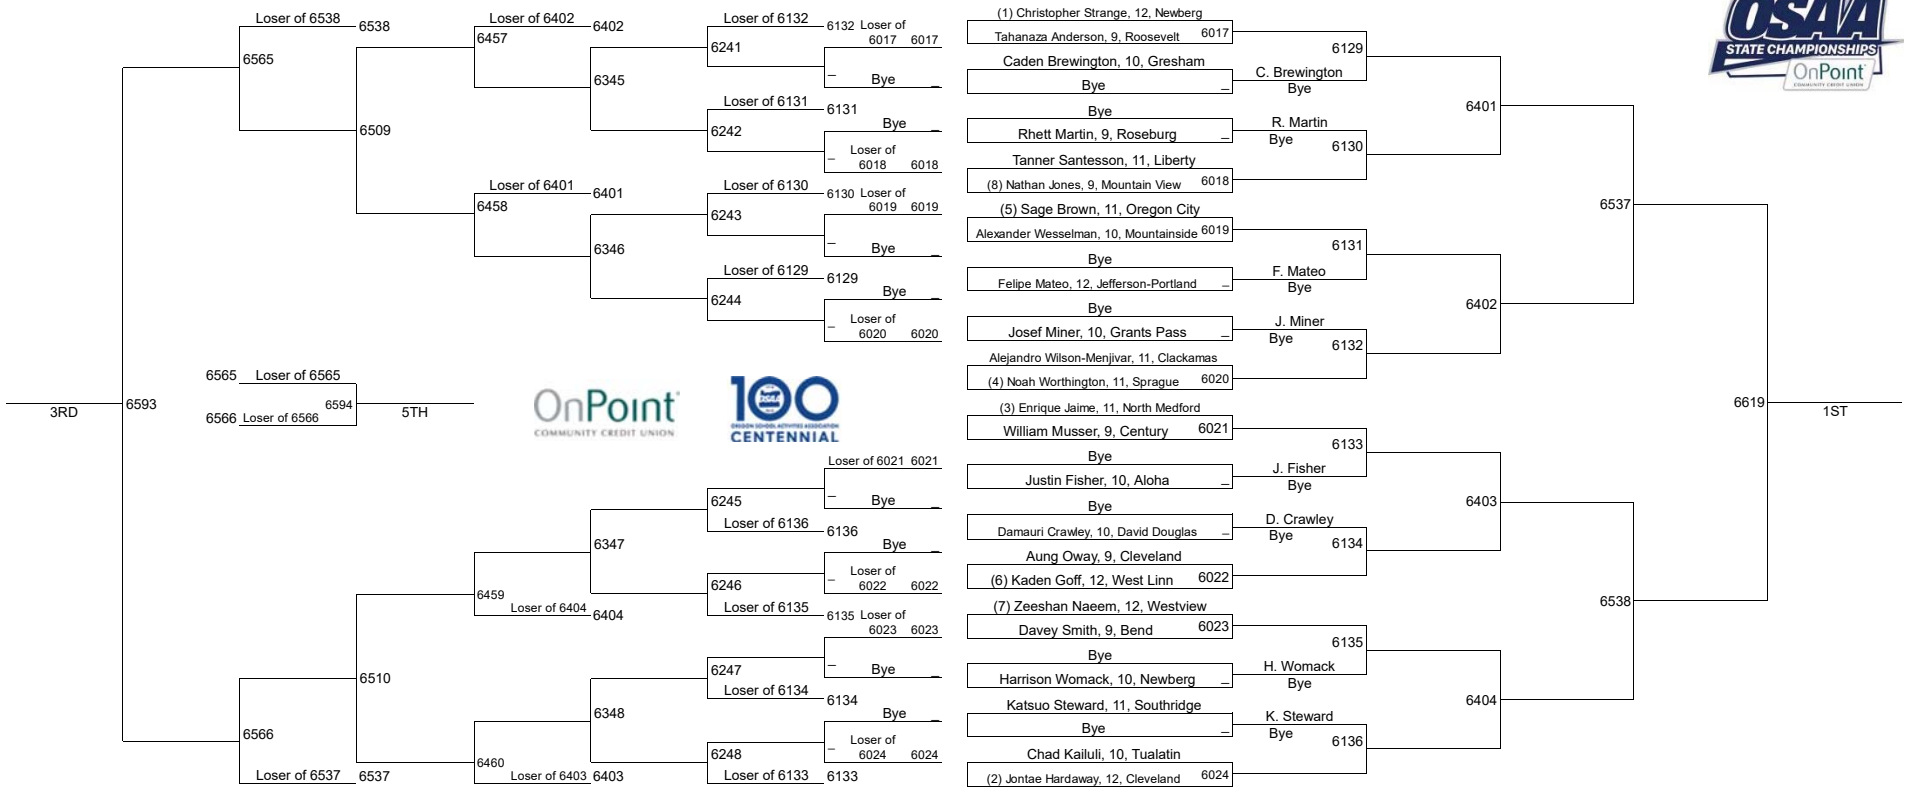 OSAA
STATE CHAMPIONSHIPS
OnPoint
COMMUNITY CREDIT UNION
Loser of 6538
6538
6565
Loser of 6402
6402
6457
Loser of 6132
6132 Loser of
6017 6017
6241
_ Bye _
6345
Loser of 6131
6131
Bye _
6242
_ Loser of
6018 6018
6509
Loser of 6401
6401
6458
Loser of 6130
6130 Loser of
6019 6019
6243
_ Bye _
6346
Loser of 6129
6129
Bye _
6244
_ Loser of
6020 6020
6565 Loser of 6565
6594
6566 Loser of 6566
5TH
3RD
6593
OnPoint
COMMUNITY CREDIT UNION
100
OSAA
OREGON SCHOOL ACTIVITIES ASSOCIATION
CENTENNIAL
Loser of 6021 6021
_ Bye _
6245
Loser of 6136
6136
Bye _
6347
_ Loser of
6022 6022
6246
Loser of 6135
6135 Loser of
6023 6023
6459
Loser of 6404
6404
_ Bye _
6247
Loser of 6134
6134
Bye _
6510
6348
_ Loser of
6024 6024
6248
Loser of 6133
6133
6566
6460
Loser of 6403
6403
Loser of 6537
6537
(1) Christopher Strange, 12, Newberg
Tahanaza Anderson, 9, Roosevelt 6017
Caden Brewington, 10, Gresham
Bye _
Bye
Rhett Martin, 9, Roseburg _
Tanner Santesson, 11, Liberty
(8) Nathan Jones, 9, Mountain View 6018
(5) Sage Brown, 11, Oregon City
Alexander Wesselman, 10, Mountainside 6019
Bye
Felipe Mateo, 12, Jefferson-Portland _
Bye
Josef Miner, 10, Grants Pass _
Alejandro Wilson-Menjivar, 11, Clackamas
(4) Noah Worthington, 11, Sprague 6020
(3) Enrique Jaime, 11, North Medford
William Musser, 9, Century 6021
Bye
Justin Fisher, 10, Aloha _
Bye
Damauri Crawley, 10, David Douglas _
Aung Oway, 9, Cleveland
(6) Kaden Goff, 12, West Linn 6022
(7) Zeeshan Naeem, 12, Westview
Davey Smith, 9, Bend 6023
Bye
Harrison Womack, 10, Newberg _
Katsuo Steward, 11, Southridge
Bye _
Chad Kailuli, 10, Tualatin
(2) Jontae Hardaway, 12, Cleveland 6024
6129
C. Brewington
Bye
R. Martin
Bye
6130
6131
F. Mateo
Bye
J. Miner
Bye
6132
6133
J. Fisher
Bye
D. Crawley
Bye
6134
6135
H. Womack
Bye
K. Steward
Bye
6136
6401
6402
6403
6404
6537
6538
6619
1ST